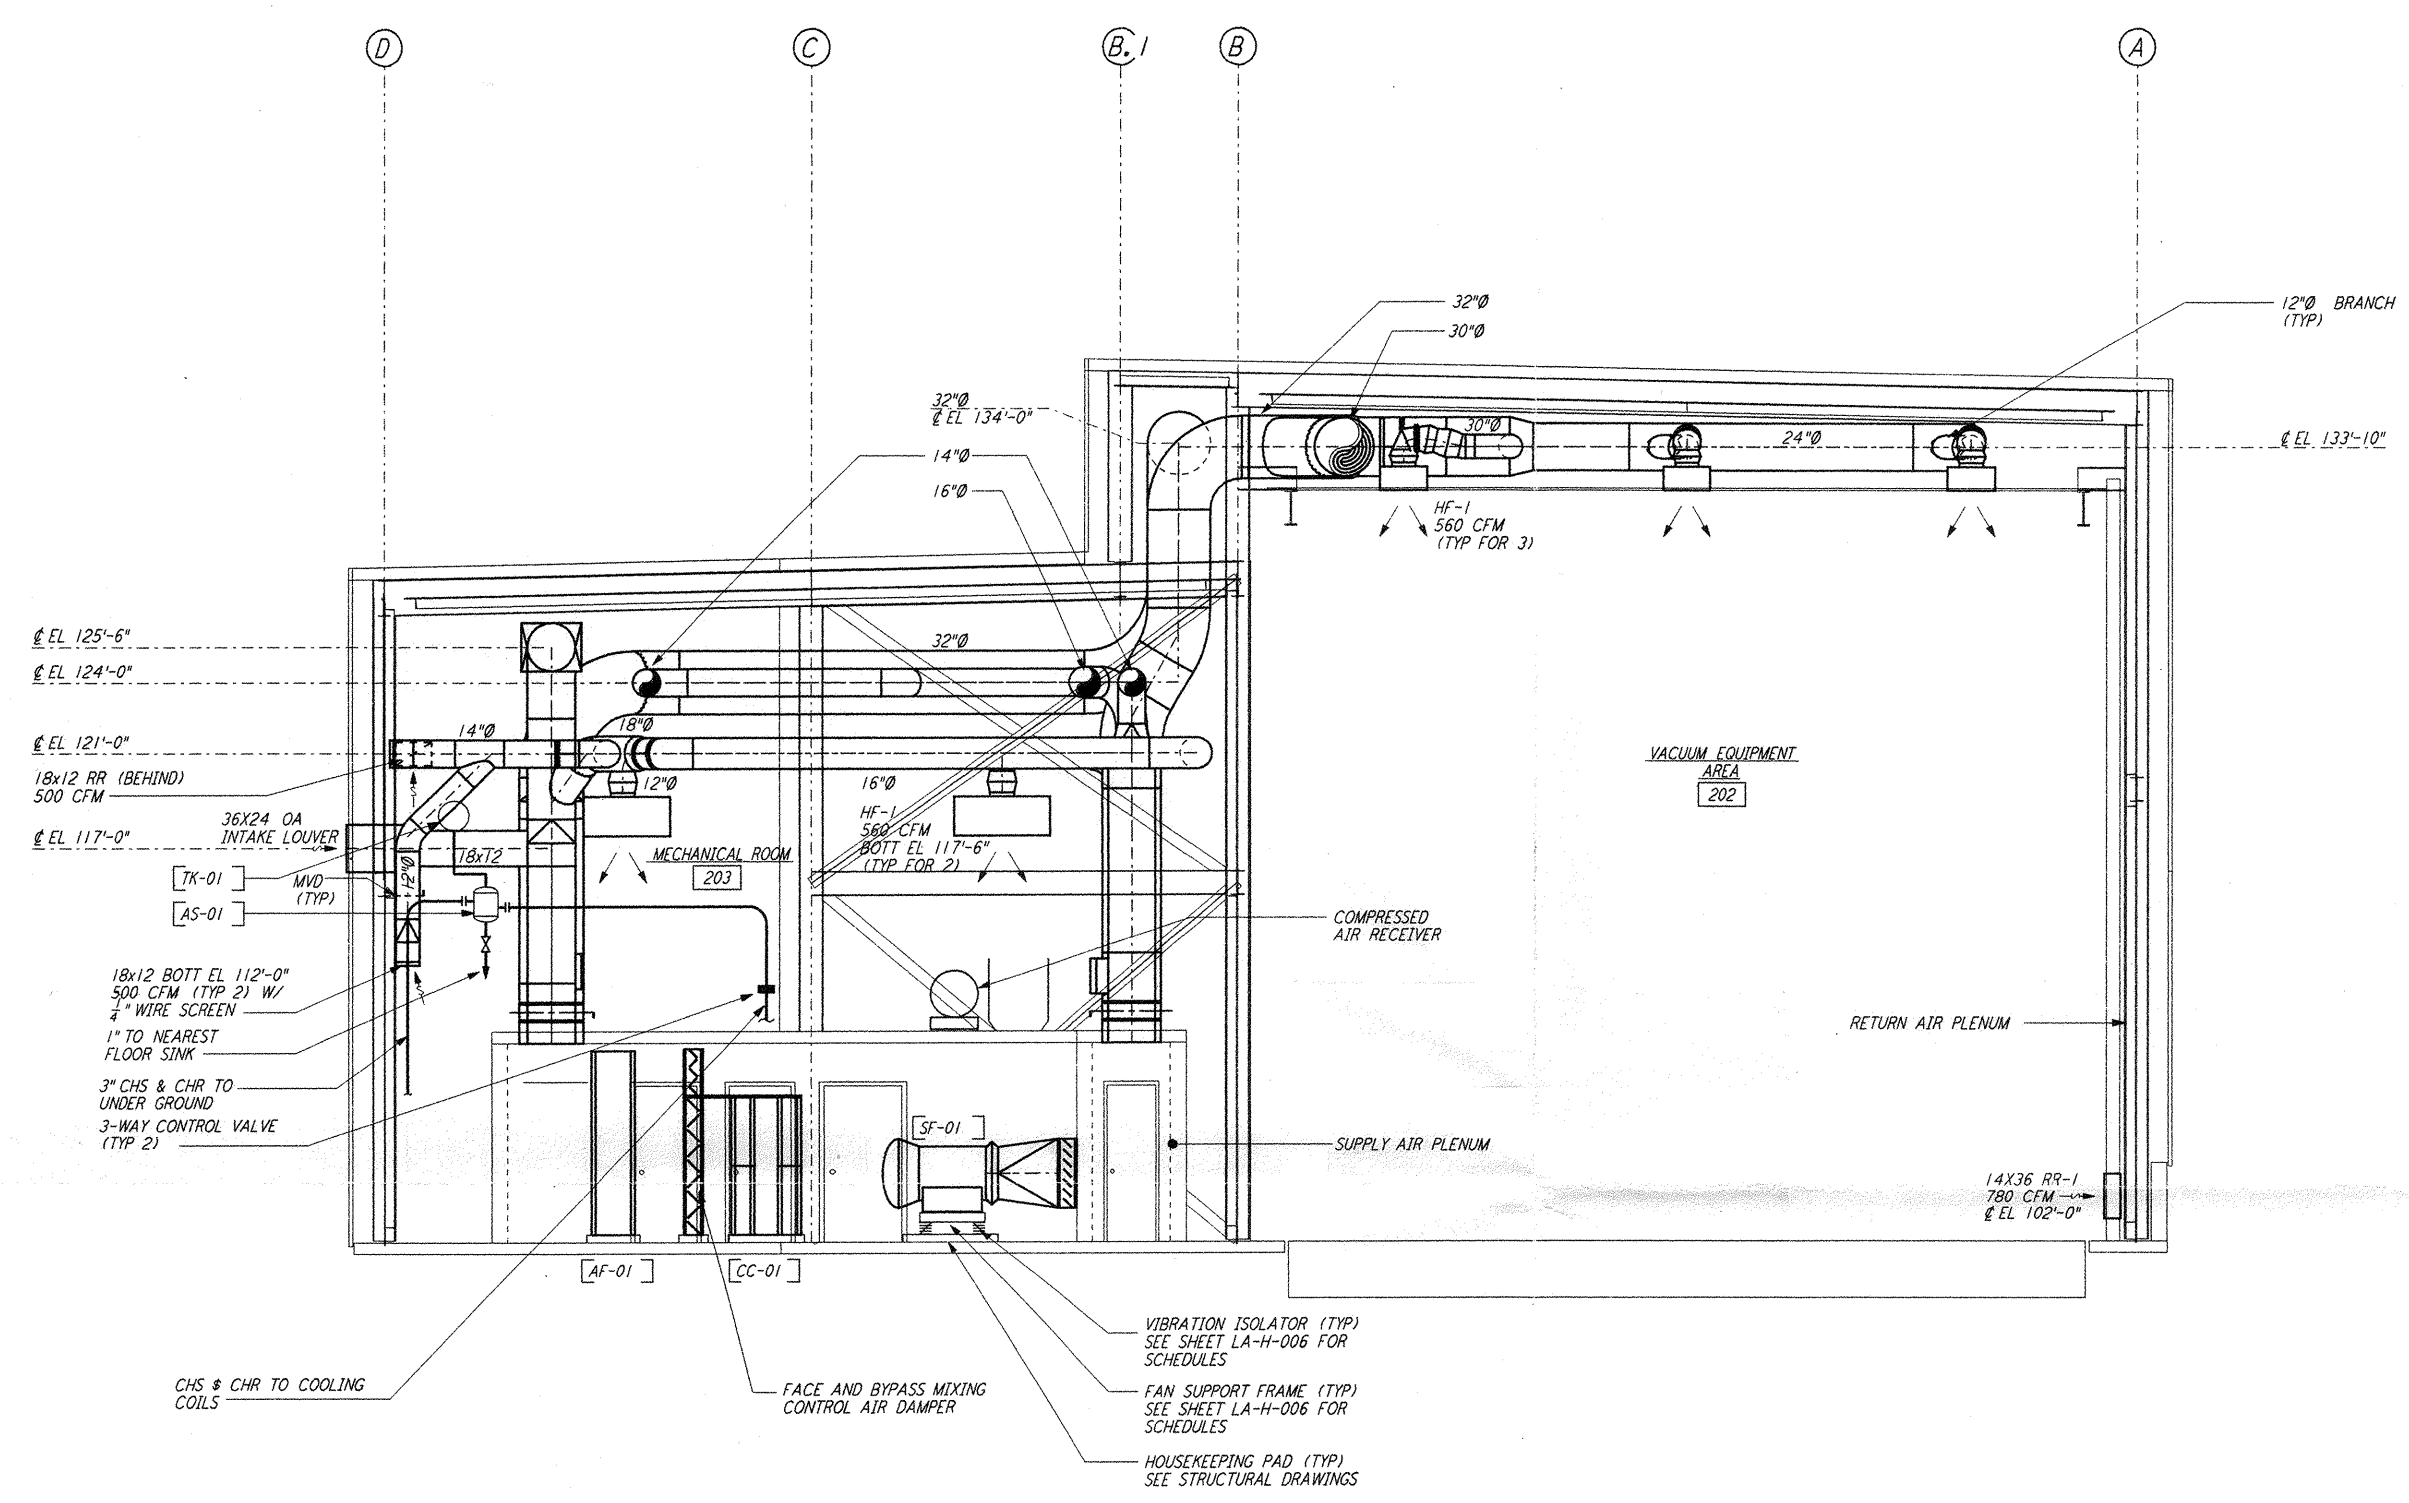 D
C
B.1
B
A
32"Ø
30"Ø
12"Ø BRANCH
(TYP)
32"Ø
℄ EL 134'-0"
30"Ø
24"Ø
℄ EL 133'-10"
14"Ø
16"Ø
HF-1
560 CFM
(TYP FOR 3)
℄ EL 125'-6"
32"Ø
℄ EL 124'-0"
14"Ø
18"Ø
℄ EL 121'-0"
18x12 RR (BEHIND)
500 CFM
12"Ø
16"Ø
VACUUM EQUIPMENT
AREA
202
36X24 OA
INTAKE LOUVER
℄ EL 117'-0"
HF-1
560 CFM
BOTT EL 117'-6"
(TYP FOR 2)
18x12
MECHANICAL ROOM
203
12"Ø
TK-01
MVD
(TYP)
AS-01
COMPRESSED
AIR RECEIVER
18x12 BOTT EL 112'-0"
500 CFM (TYP 2) W/
1/4" WIRE SCREEN
1" TO NEAREST
FLOOR SINK
RETURN AIR PLENUM
3" CHS & CHR TO
UNDER GROUND
3-WAY CONTROL VALVE
(TYP 2)
SF-01
SUPPLY AIR PLENUM
14X36 RR-1
780 CFM
℄ EL 102'-0"
AF-01
CC-01
VIBRATION ISOLATOR (TYP)
SEE SHEET LA-H-006 FOR
SCHEDULES
CHS $ CHR TO COOLING
COILS
FACE AND BYPASS MIXING
CONTROL AIR DAMPER
FAN SUPPORT FRAME (TYP)
SEE SHEET LA-H-006 FOR
SCHEDULES
HOUSEKEEPING PAD (TYP)
SEE STRUCTURAL DRAWINGS